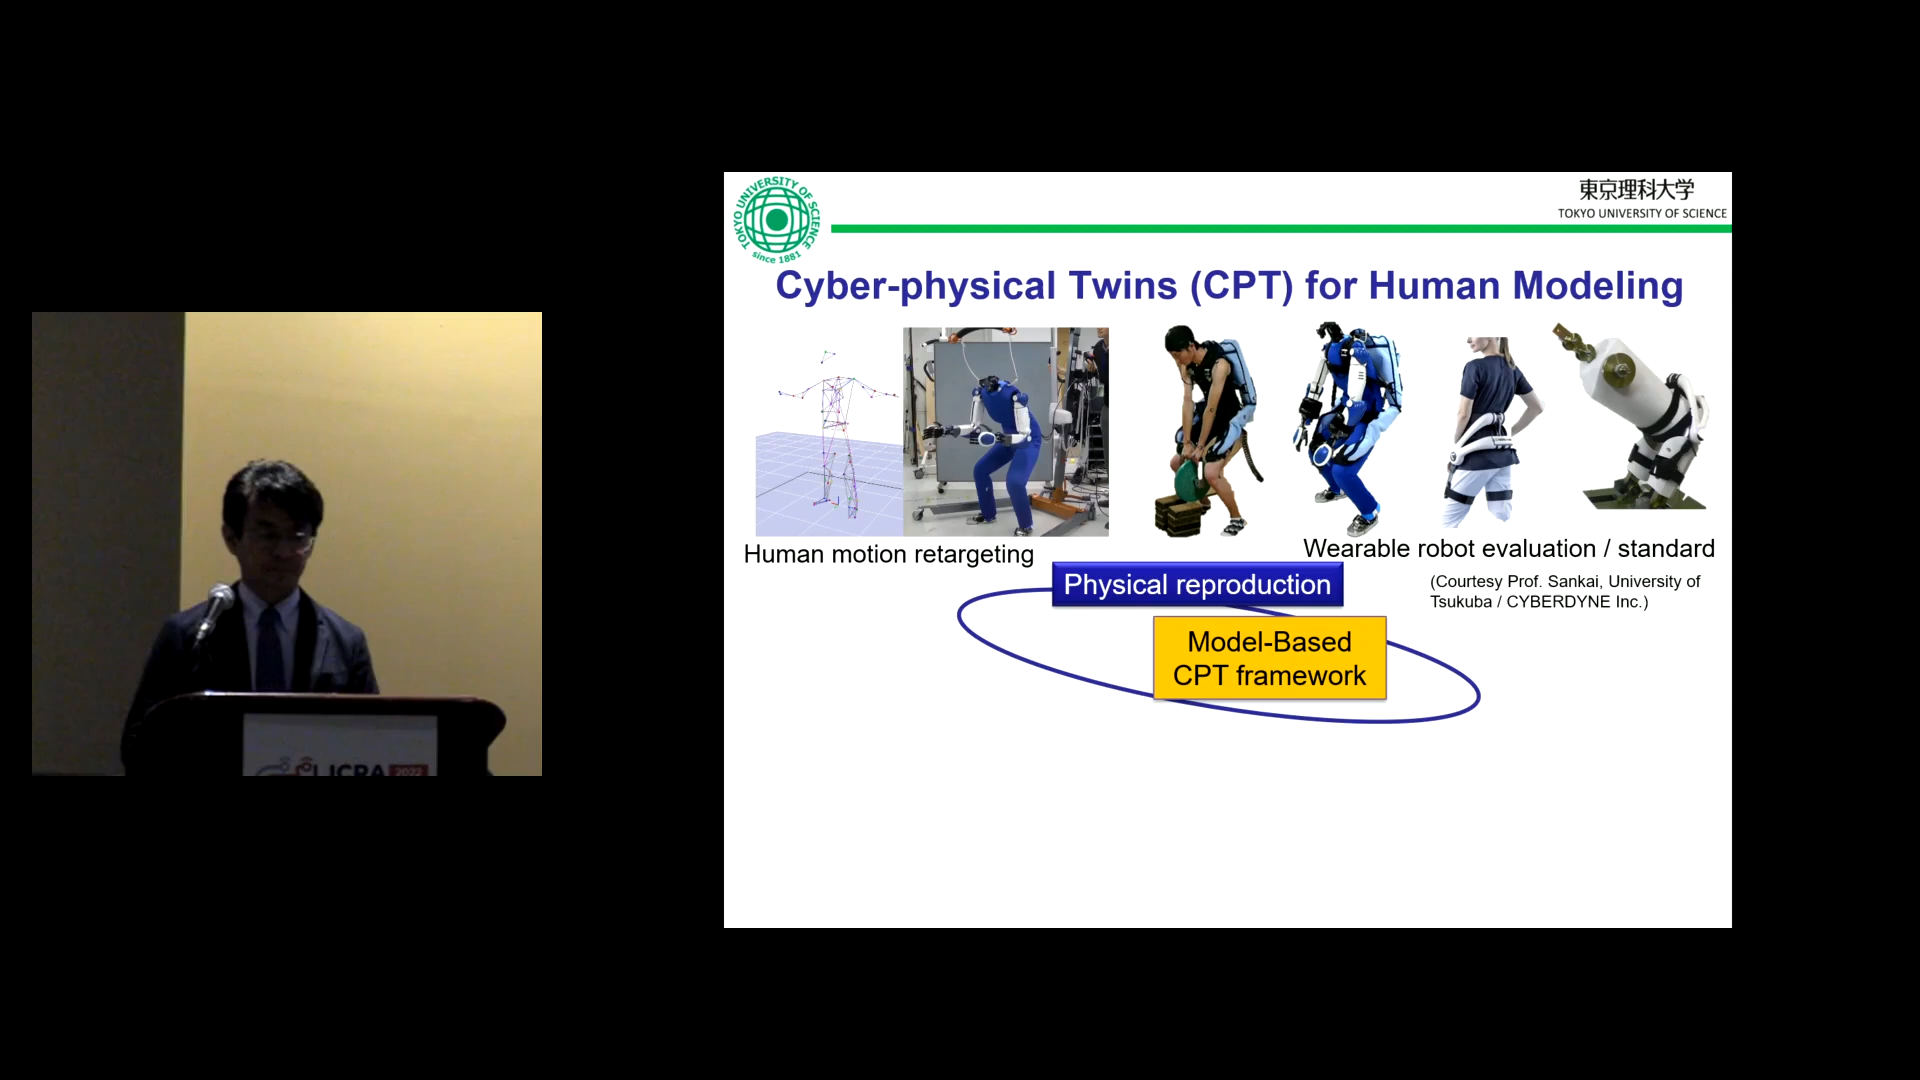 TOKYO UNIVERSITY OF SCIENCE
since 1881
東京理科大学
TOKYO UNIVERSITY OF SCIENCE
Cyber-physical Twins (CPT) for Human Modeling
Human motion retargeting
Wearable robot evaluation / standard
(Courtesy Prof. Sankai, University of
Tsukuba / CYBERDYNE Inc.)
Physical reproduction
Model-Based
CPT framework
ICRA 2022